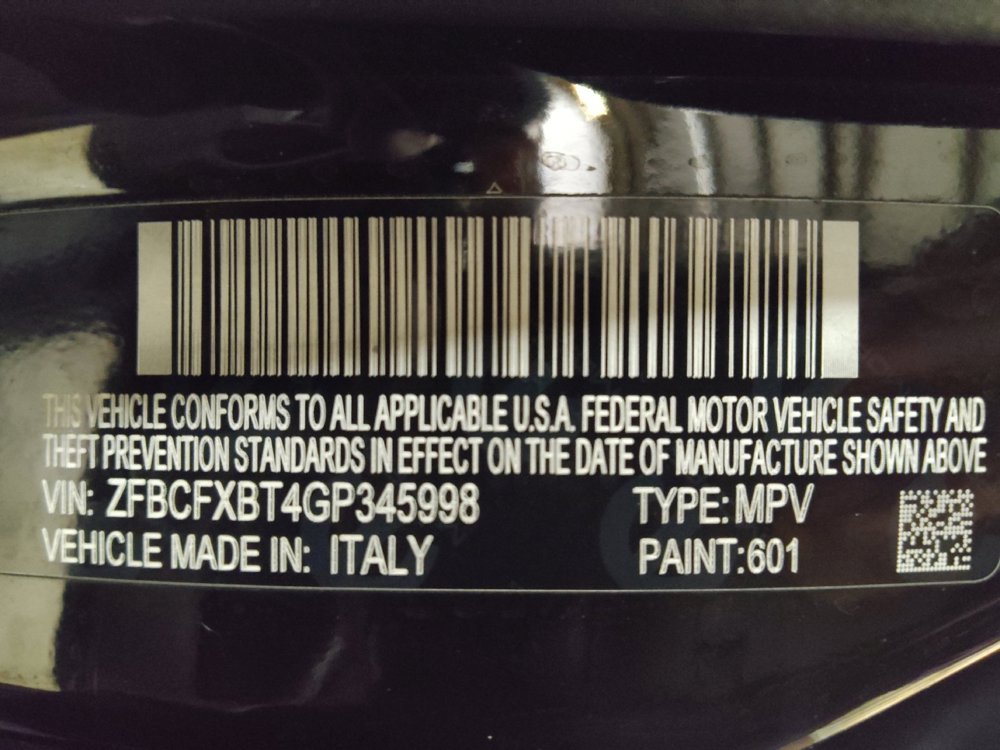 THIS VEHICLE CONFORMS TO ALL APPLICABLE U.S.A. FEDERAL MOTOR VEHICLE SAFETY AND
THEFT PREVENTION STANDARDS IN EFFECT ON THE DATE OF MANUFACTURE SHOWN ABOVE
VIN: ZFBCFXBT4GP345998 TYPE: MPV
VEHICLE MADE IN: ITALY PAINT:601